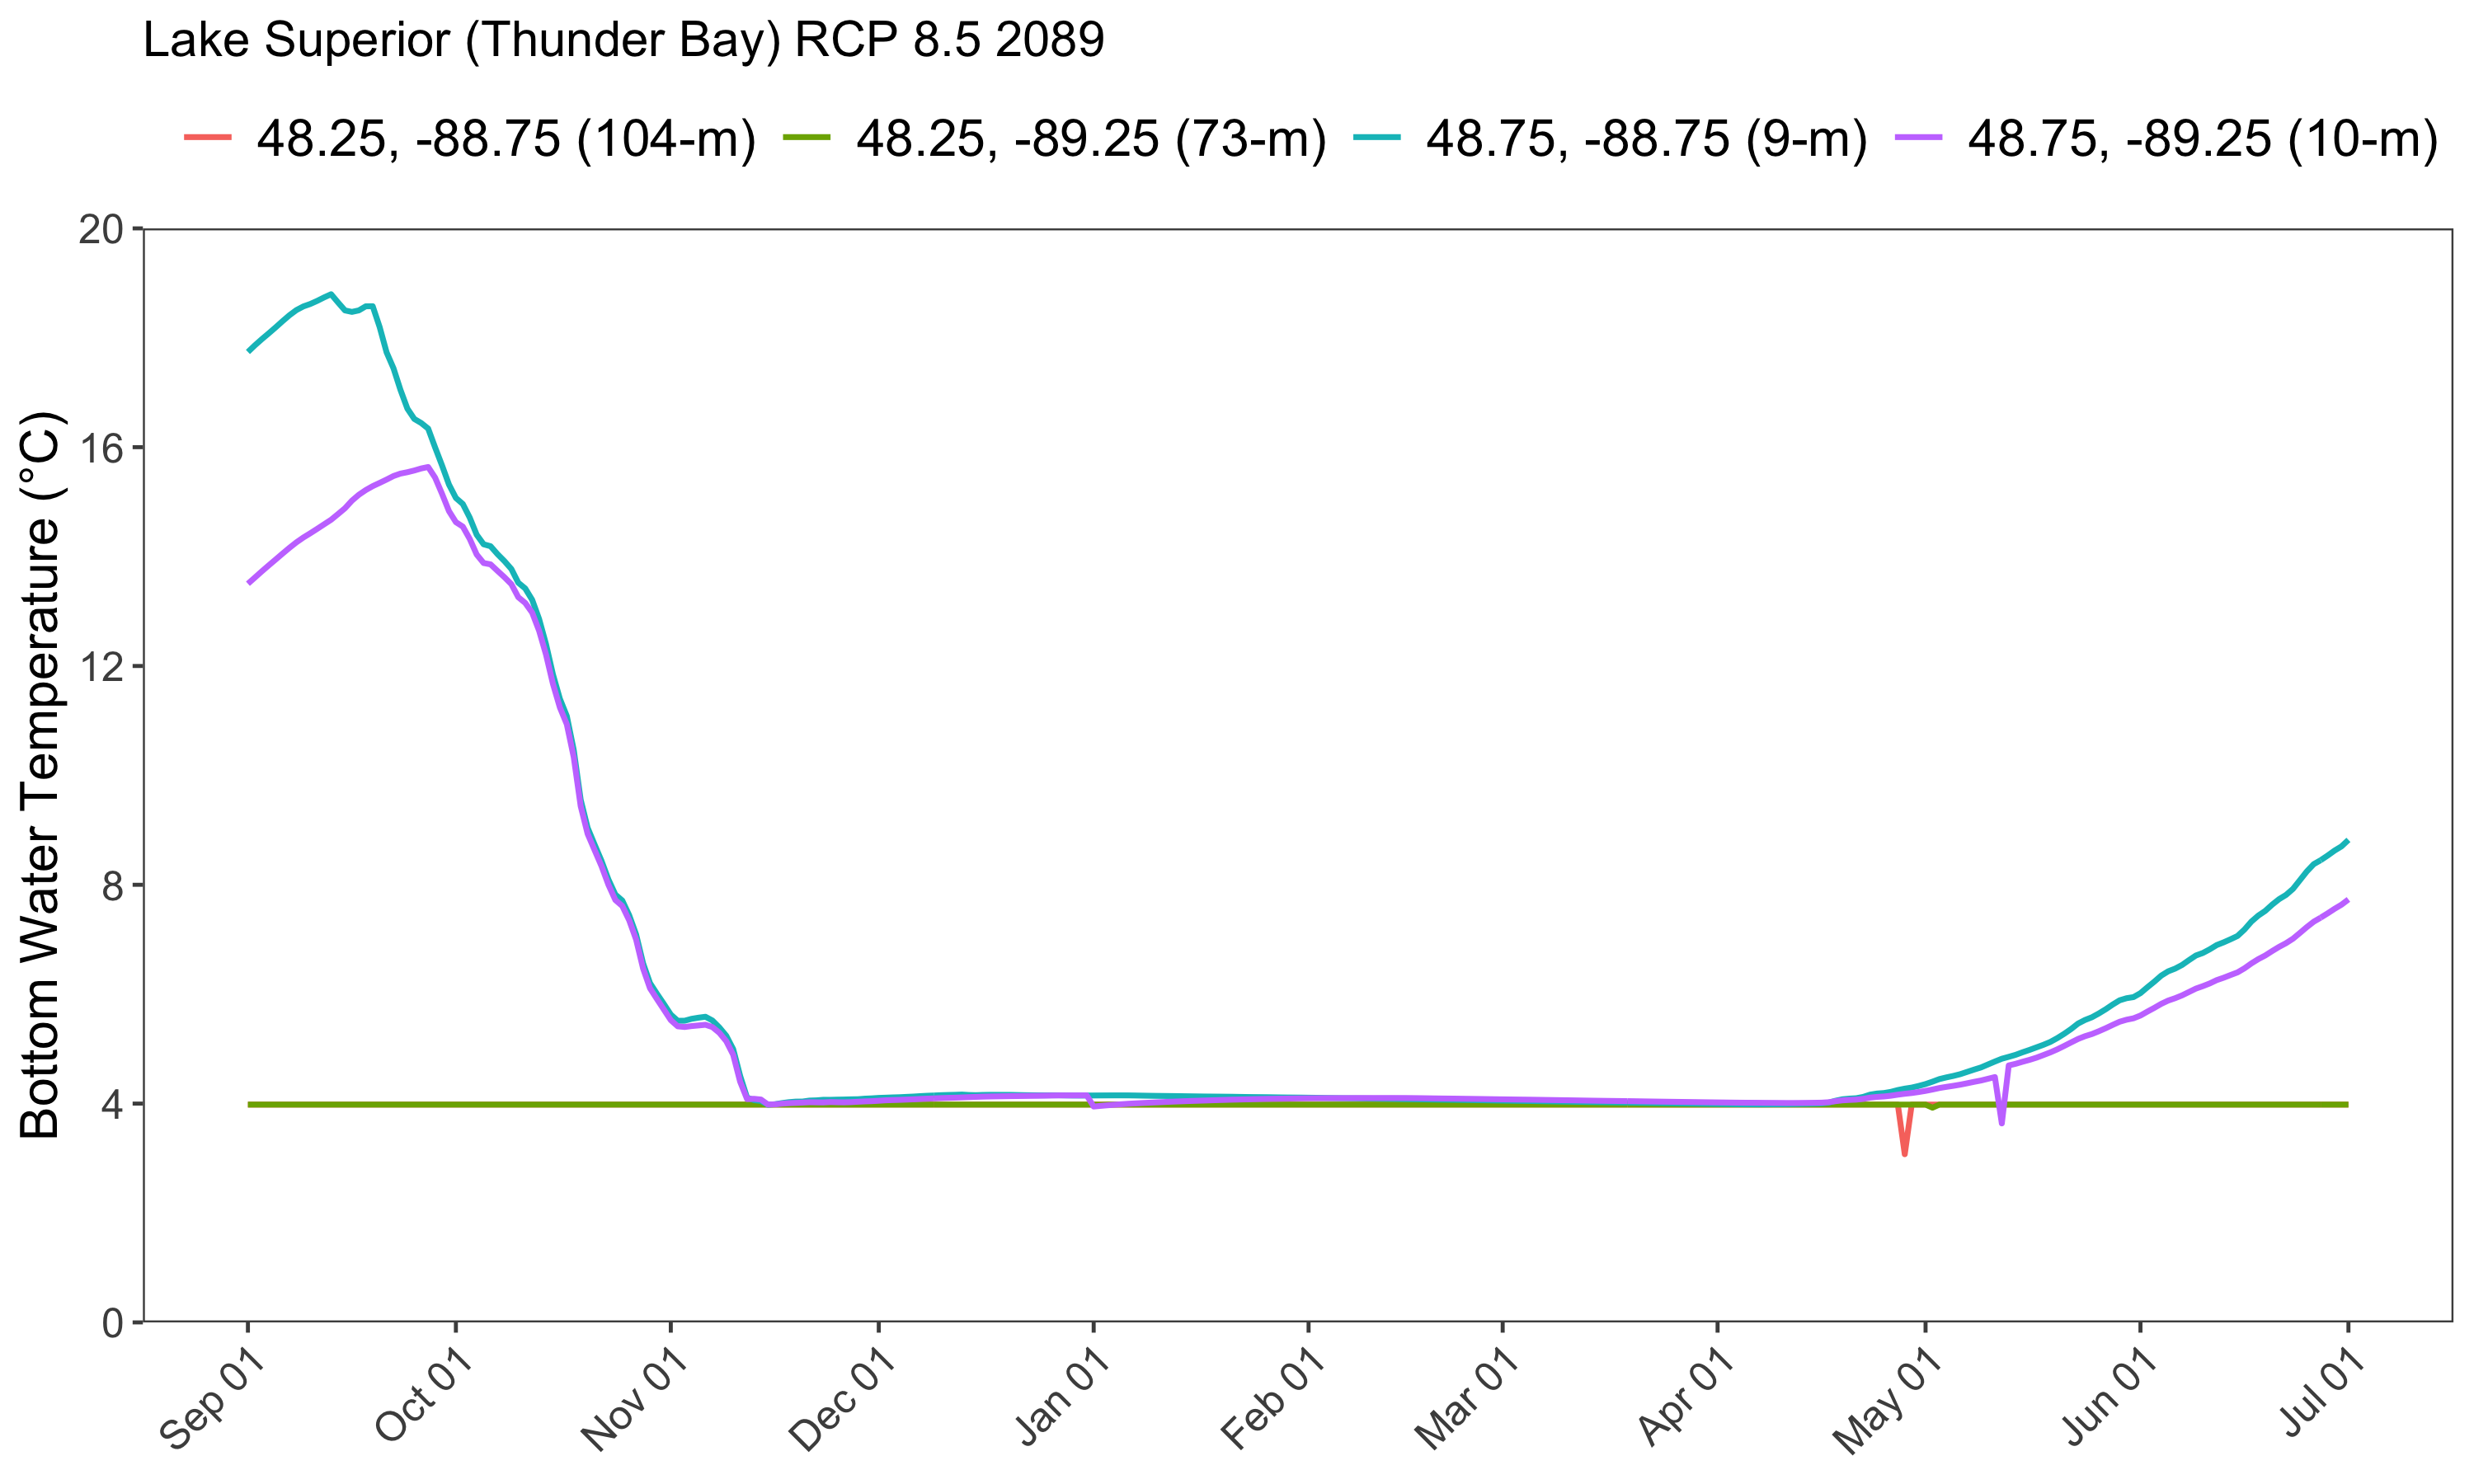 Lake Superior (Thunder Bay) RCP 8.5 2089
48.25, -88.75 (104-m) 48.25, -89.25 (73-m) 48.75, -88.75 (9-m) 48.75, -89.25 (10-m)
Bottom Water Temperature (°C)
20
16
12
8
4
0
Sep 01 Oct 01 Nov 01 Dec 01 Jan 01 Feb 01 Mar 01 Apr 01 May 01 Jun 01 Jul 01